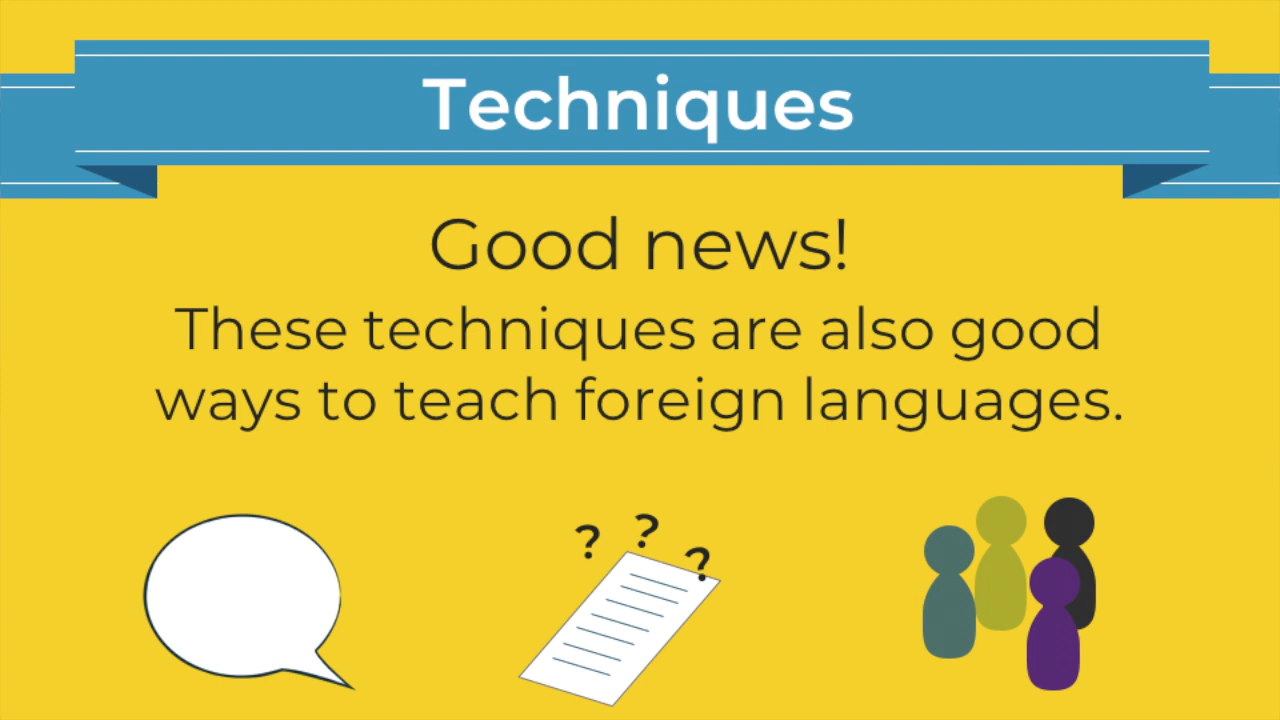 Techniques
Good news!
These techniques are also good
ways to teach foreign languages.
? ? ?